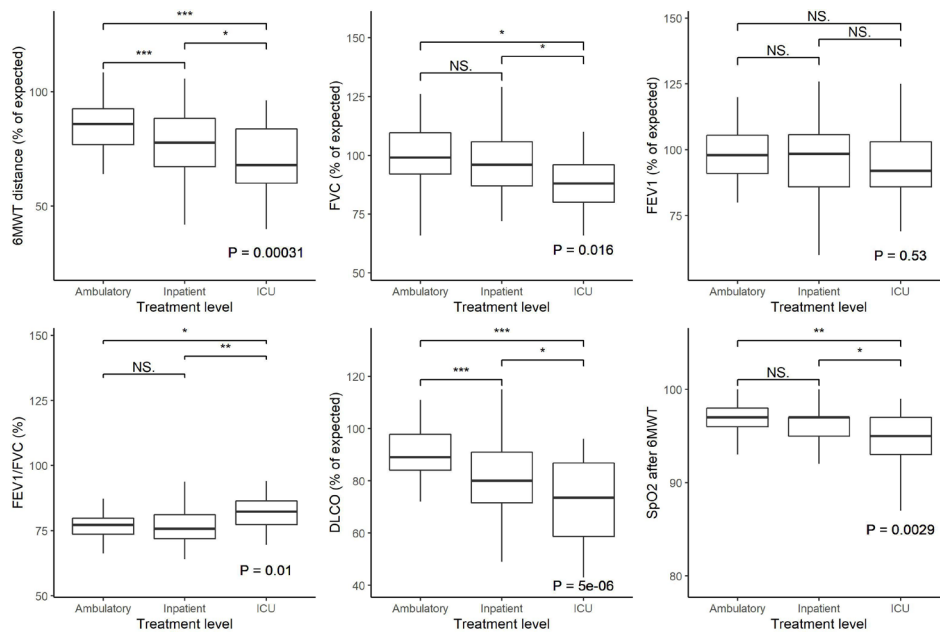 ***
***
*
100
50
6MWT distance (% of expected)
P = 0.00031
Ambulatory
Inpatient
ICU
Treatment level
150
125
100
75
50
FVC (% of expected)
*
NS.
*
P = 0.016
Ambulatory
Inpatient
ICU
Treatment level
150
125
100
75
FEV1 (% of expected)
NS.
NS.
NS.
P = 0.53
Ambulatory
Inpatient
ICU
Treatment level
150
125
100
75
50
FEV1/FVC (%)
*
**
NS.
P = 0.01
Ambulatory
Inpatient
ICU
Treatment level
120
100
80
60
40
DLCO (% of expected)
***
***
*
P = 5e-06
Ambulatory
Inpatient
ICU
Treatment level
100
90
80
SpO2 after 6MWT
**
NS.
*
P = 0.0029
Ambulatory
Inpatient
ICU
Treatment level